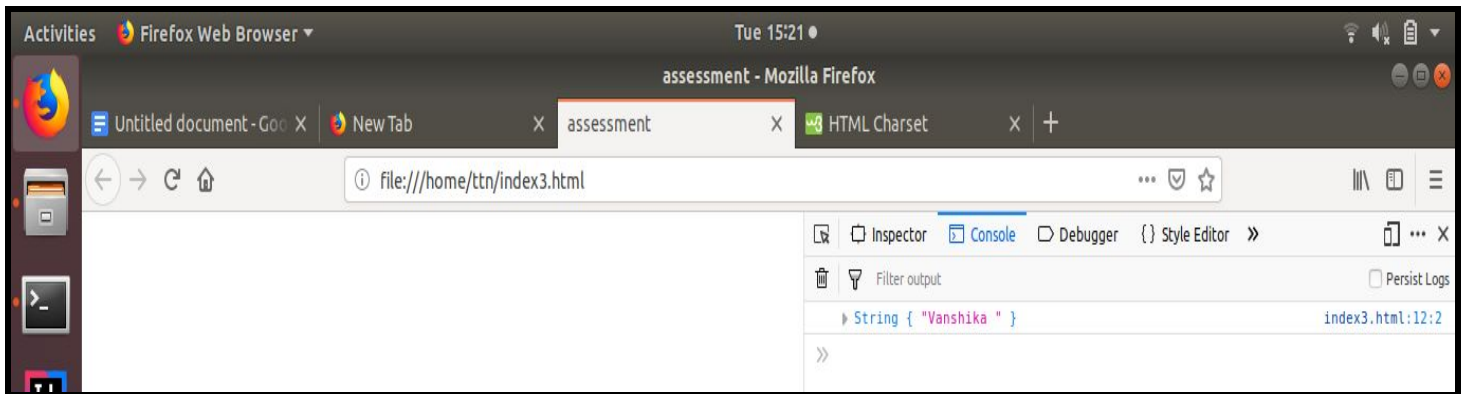 Activities Firefox Web Browser Tue 15:21
assessment - Mozilla Firefox
Untitled document - Goo New Tab assessment HTML Charset
file:///home/ttn/index3.html
Inspector Console Debugger {} Style Editor »
Filter output Persist Logs
String { "Vanshika " } index3.html:12:2
»